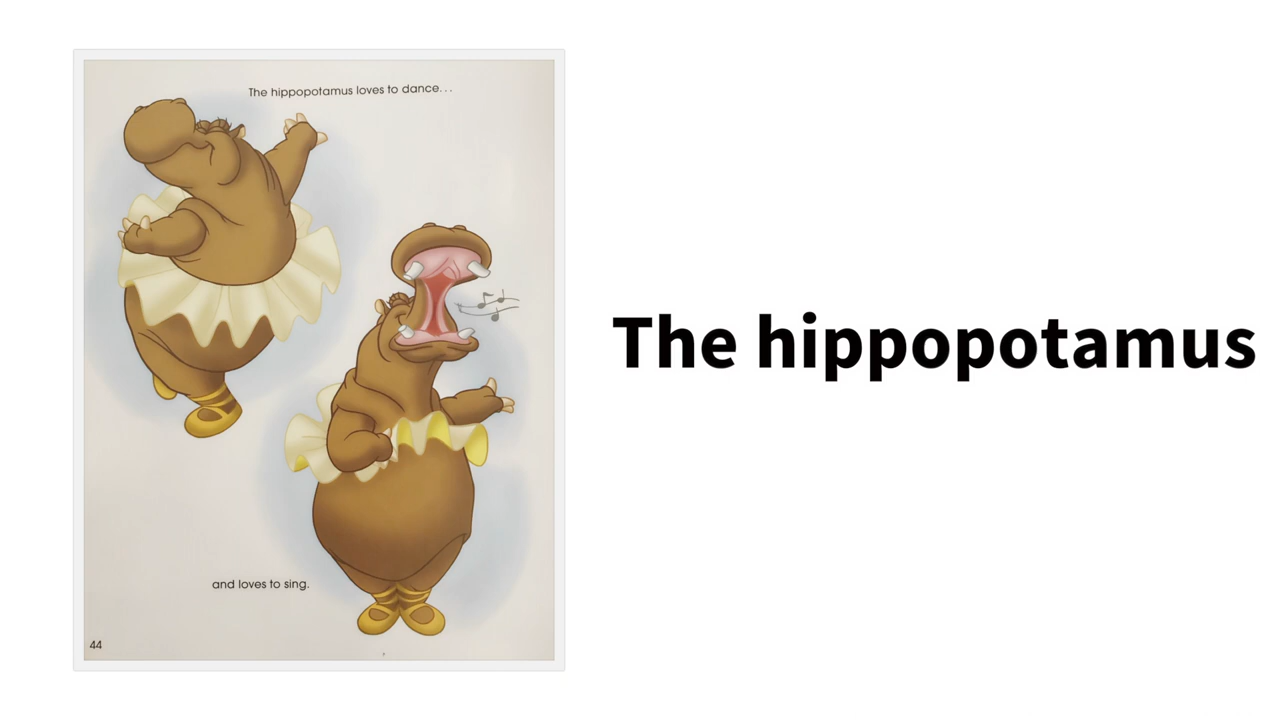 The hippopotamus loves to dance...
The hippopotamus
and loves to sing.
44